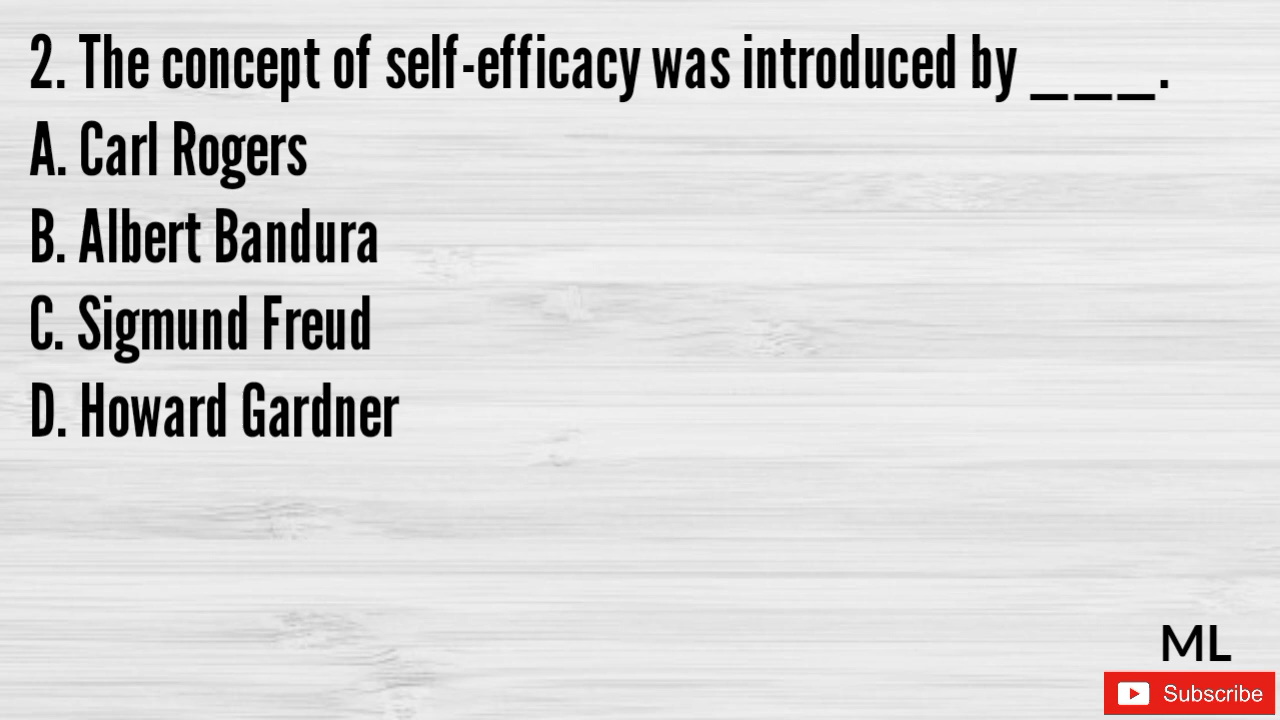 2. The concept of self-efficacy was introduced by ___.
A. Carl Rogers
B. Albert Bandura
C. Sigmund Freud
D. Howard Gardner
ML
Subscribe